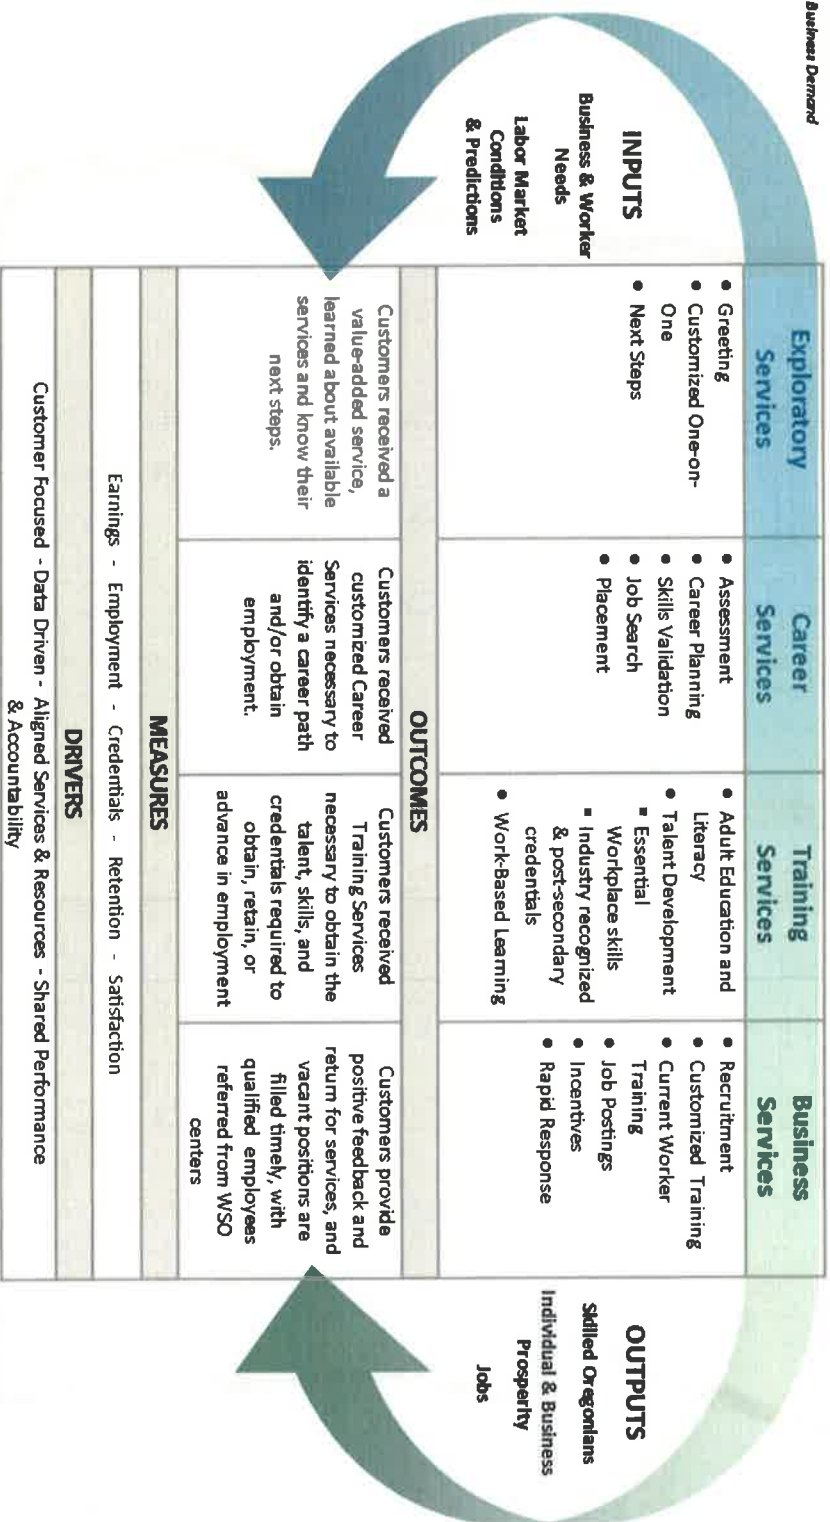 Business Demand
INPUTS
Business & Worker
Needs
Labor Market
Conditions
& Predictions
Exploratory
Services
• Greeting
• Customized One-on-
One
• Next Steps
Career
Services
• Assessment
• Career Planning
• Skills Validation
• Job Search
• Placement
Training
Services
• Adult Education and
Literacy
• Talent Development
▪ Essential
Workplace skills
▪ Industry recognized
& post-secondary
credentials
• Work-Based Learning
Business
Services
• Recruitment
• Customized Training
• Current Worker
Training
• Job Postings
• Incentives
• Rapid Response
OUTPUTS
Skilled Oregonians
Individual & Business
Prosperity
Jobs
OUTCOMES
Customers received a
value-added service,
learned about available
services and know their
next steps.
Customers received
customized Career
Services necessary to
identify a career path
and/or obtain
employment.
Customers received
Training Services
necessary to obtain the
talent, skills, and
credentials required to
obtain, retain, or
advance in employment
Customers provide
positive feedback and
return for services, and
vacant positions are
filled timely, with
qualified employees
referred from WSO
centers
MEASURES
Earnings - Employment - Credentials - Retention - Satisfaction
DRIVERS
Customer Focused - Data Driven - Aligned Services & Resources - Shared Performance
& Accountability